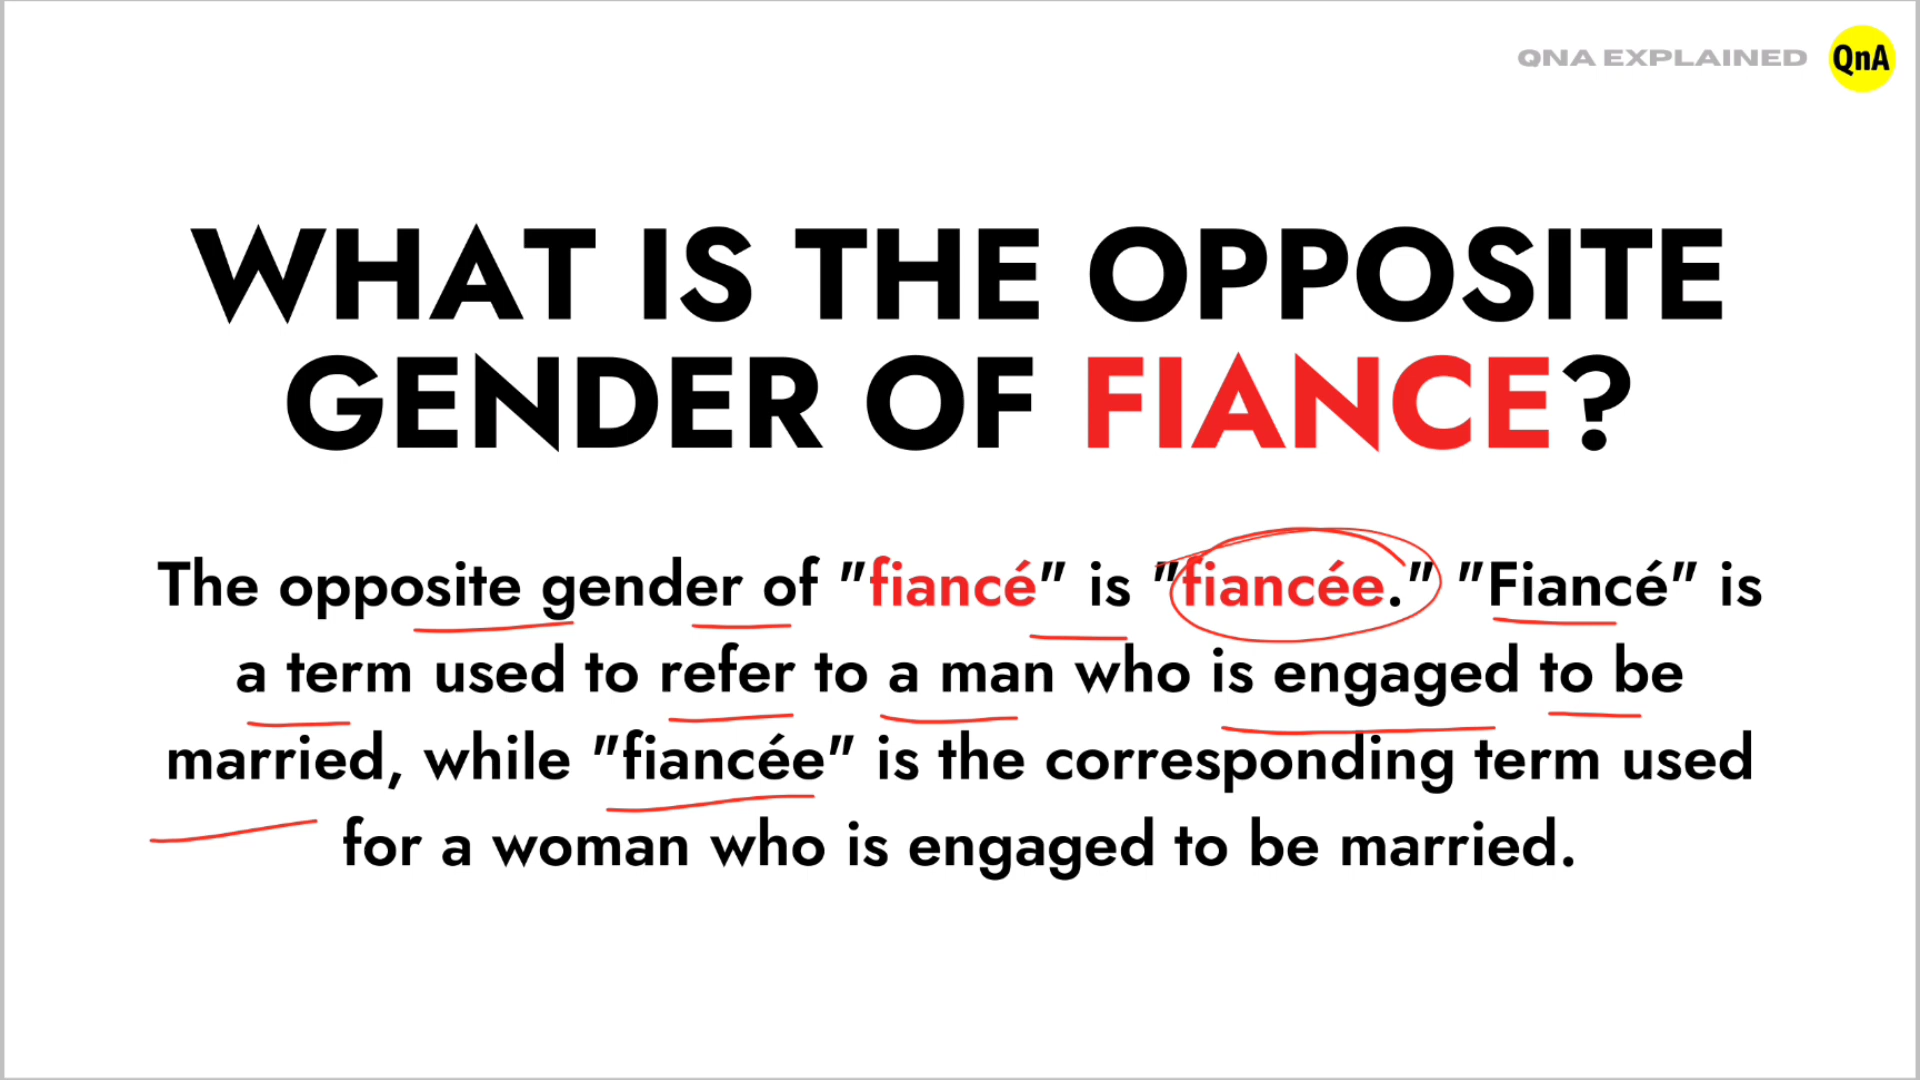 QNA EXPLAINED QnA
WHAT IS THE OPPOSITE
GENDER OF FIANCE?
The opposite gender of "fiancé" is "fiancée." "Fiancé" is
a term used to refer to a man who is engaged to be
married, while "fiancée" is the corresponding term used
for a woman who is engaged to be married.